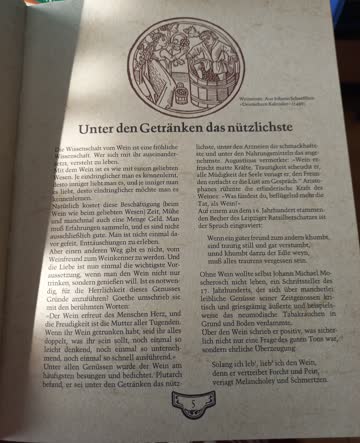 Weinernte. Aus Johann Schäfflers
»Deutschem Kalender« (1498)
Unter den Getränken das nützlichste
Die Wissenschaft vom Wein ist eine fröhliche
Wissenschaft. Wer sich mit ihr auseinander-
setzt, versteht zu leben.
Mit dem Wein ist es wie mit einem geliebten
Wesen. Je eindringlicher man es kennenlernt,
desto inniger liebt man es, und je inniger man
es liebt, desto eindringlicher möchte man es
kennenlernen.
Natürlich kostet diese Beschäftigung (beim
Wein wie beim geliebten Wesen) Zeit, Mühe
und manchmal auch eine Menge Geld. Man
muß Erfahrungen sammeln, und es sind nicht
ausschließlich gute. Man ist nicht einmal da-
vor gefeit, Enttäuschungen zu erleben.
Aber einen anderen Weg gibt es nicht, vom
Weinfreund zum Weinkenner zu werden. Und
die Liebe ist nun einmal die wichtigste Vor-
aussetzung, wenn man den Wein nicht nur
trinken, sondern genießen will. Ist es notwen-
dig, für die Herrlichkeit dieses Genusses
Gründe anzuführen? Goethe umschrieb sie
mit den berühmten Worten:
»Der Wein erfreut des Menschen Herz, und
die Freudigkeit ist die Mutter aller Tugenden.
Wenn ihr Wein getrunken habt, seid ihr alles
doppelt, was ihr sein sollt, noch einmal so
leicht denkend, noch einmal so unterneh-
mend, noch einmal so schnell ausführend.«
Unter allen Genüssen wurde der Wein am
häufigsten besungen und bedichtet. Plutarch
befand, er sei unter den Getränken das nütz-
lichste, unter den Arzneien die schmackhafte-
ste und unter den Nahrungsmitteln das ange-
nehmste. Augustinus vermerkte: »Wein er-
frischt matte Kräfte, Traurigkeit scheucht er,
alle Müdigkeit der Seele verjagt er, den Freun-
den entfacht er die Lust am Gespräch.« Aristo-
phanes rühmte die erfinderische Kraft des
Weines: »Was fändest du, beflügelnd mehr die
Tat, als Wein?«
Auf einem aus dem 16. Jahrhundert stammen-
den Becher des Leipziger Ratsilberschatzes ist
der Spruch eingraviert:
Wenn ein guter freund zum andern khumbt,
sind traurig still und gar verstumbt,
unnd khumbt darzu der Edle weyn,
muß alles traurens vergessen sein.
Ohne Wein wollte selbst Johann Michael Mo-
scherosch nicht leben, ein Schriftsteller des
17. Jahrhunderts, der sich über mancherlei
leibliche Genüsse seiner Zeitgenossen kri-
tisch und griesgrämig äußerte und beispiels-
weise das neumodische Tabakrauchen in
Grund und Boden verdammte.
Über den Wein schrieb er positiv, was sicher-
lich nicht nur eine Frage des guten Tons war,
sondern ehrliche Überzeugung:
Solang ich leb', lieb' ich den Wein,
denn er vertreibet Forcht und Pein,
verjagt Melancholey und Schmertzen.
5